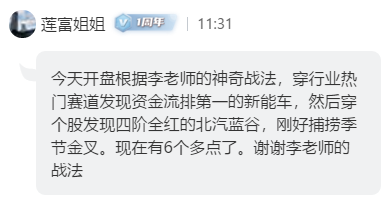 莲富姐姐 V 1周年 | 11:31
今天开盘根据李老师的神奇战法，穿行业热
门赛道发现资金流排第一的新能车，然后穿
个股发现四阶全红的北汽蓝谷，刚好捕捞季
节金叉。现在有6个多点了。谢谢李老师的
战法